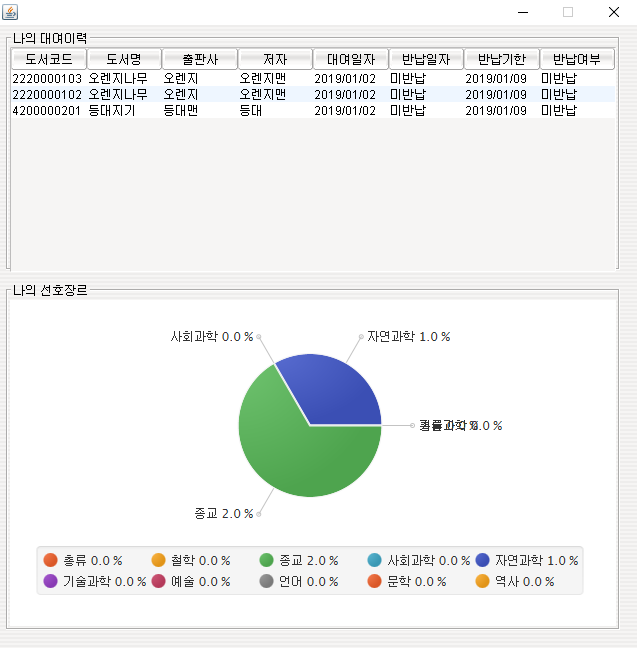 나의 대여이력
도서코드 도서명 출판사 저자 대여일자 반납일자 반납기한 반납여부
2220000103 오렌지나무 오렌지 오렌지맨 2019/01/02 미반납 2019/01/09 미반납
2220000102 오렌지나무 오렌지 오렌지맨 2019/01/02 미반납 2019/01/09 미반납
4200000201 등대지기 등대맨 등대 2019/01/02 미반납 2019/01/09 미반납
나의 선호장르
사회과학 0.0 % 자연과학 1.0 %
종교 2.0 %
총류 0.0 % 철학 0.0 % 종교 2.0 % 사회과학 0.0 % 자연과학 1.0 %
기술과학 0.0 % 예술 0.0 % 언어 0.0 % 문학 0.0 % 역사 0.0 %